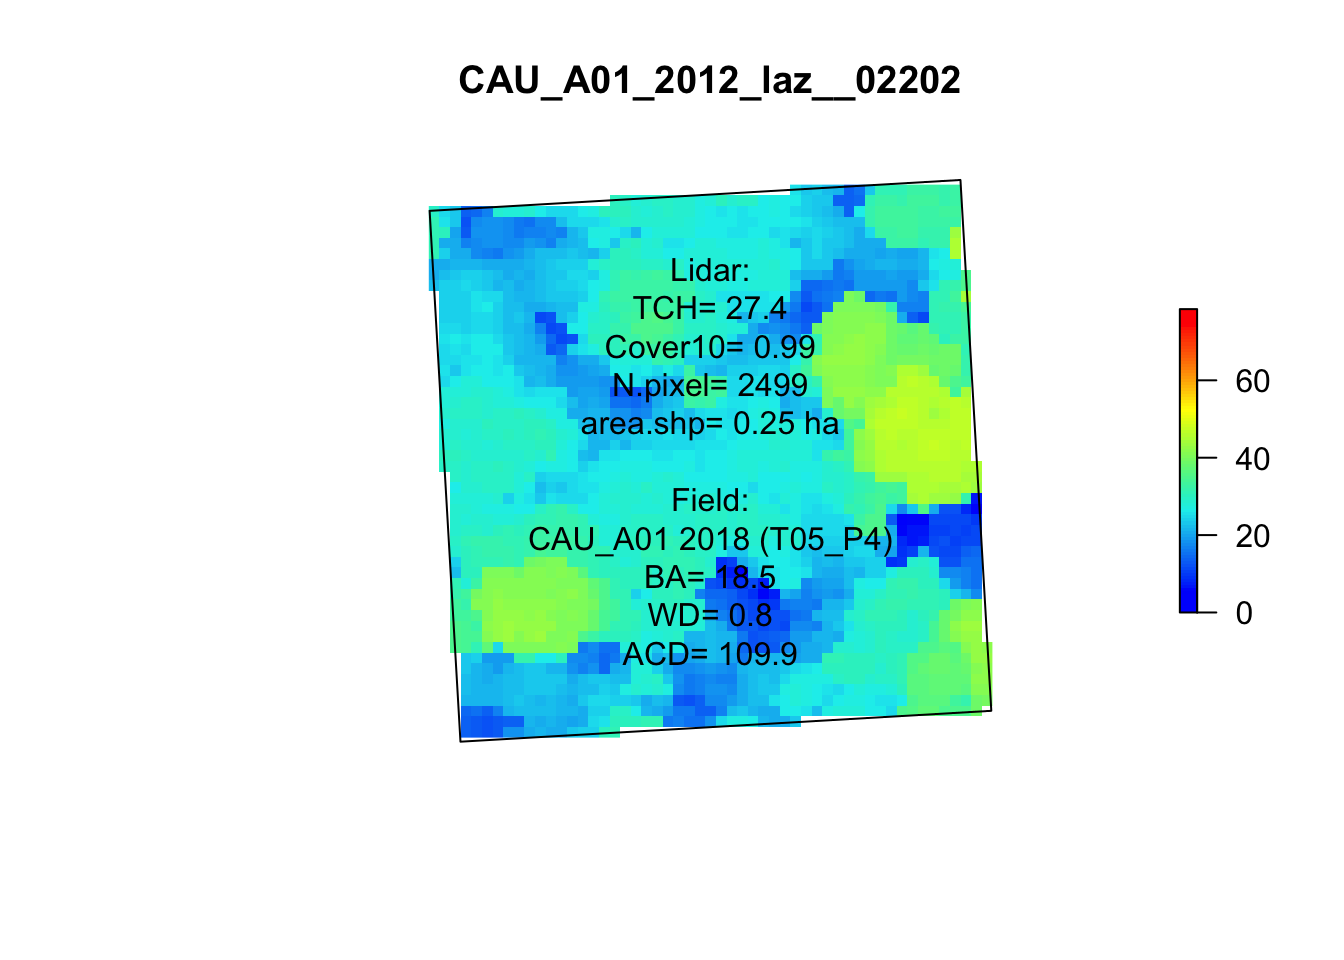 CAU_A01_2012_laz__02202
Lidar:
TCH= 27.4
Cover10= 0.99
N.pixel= 2499
area.shp= 0.25 ha
Field:
CAU_A01 2018 (T05_P4)
BA= 18.5
WD= 0.8
ACD= 109.9
60
40
20
0